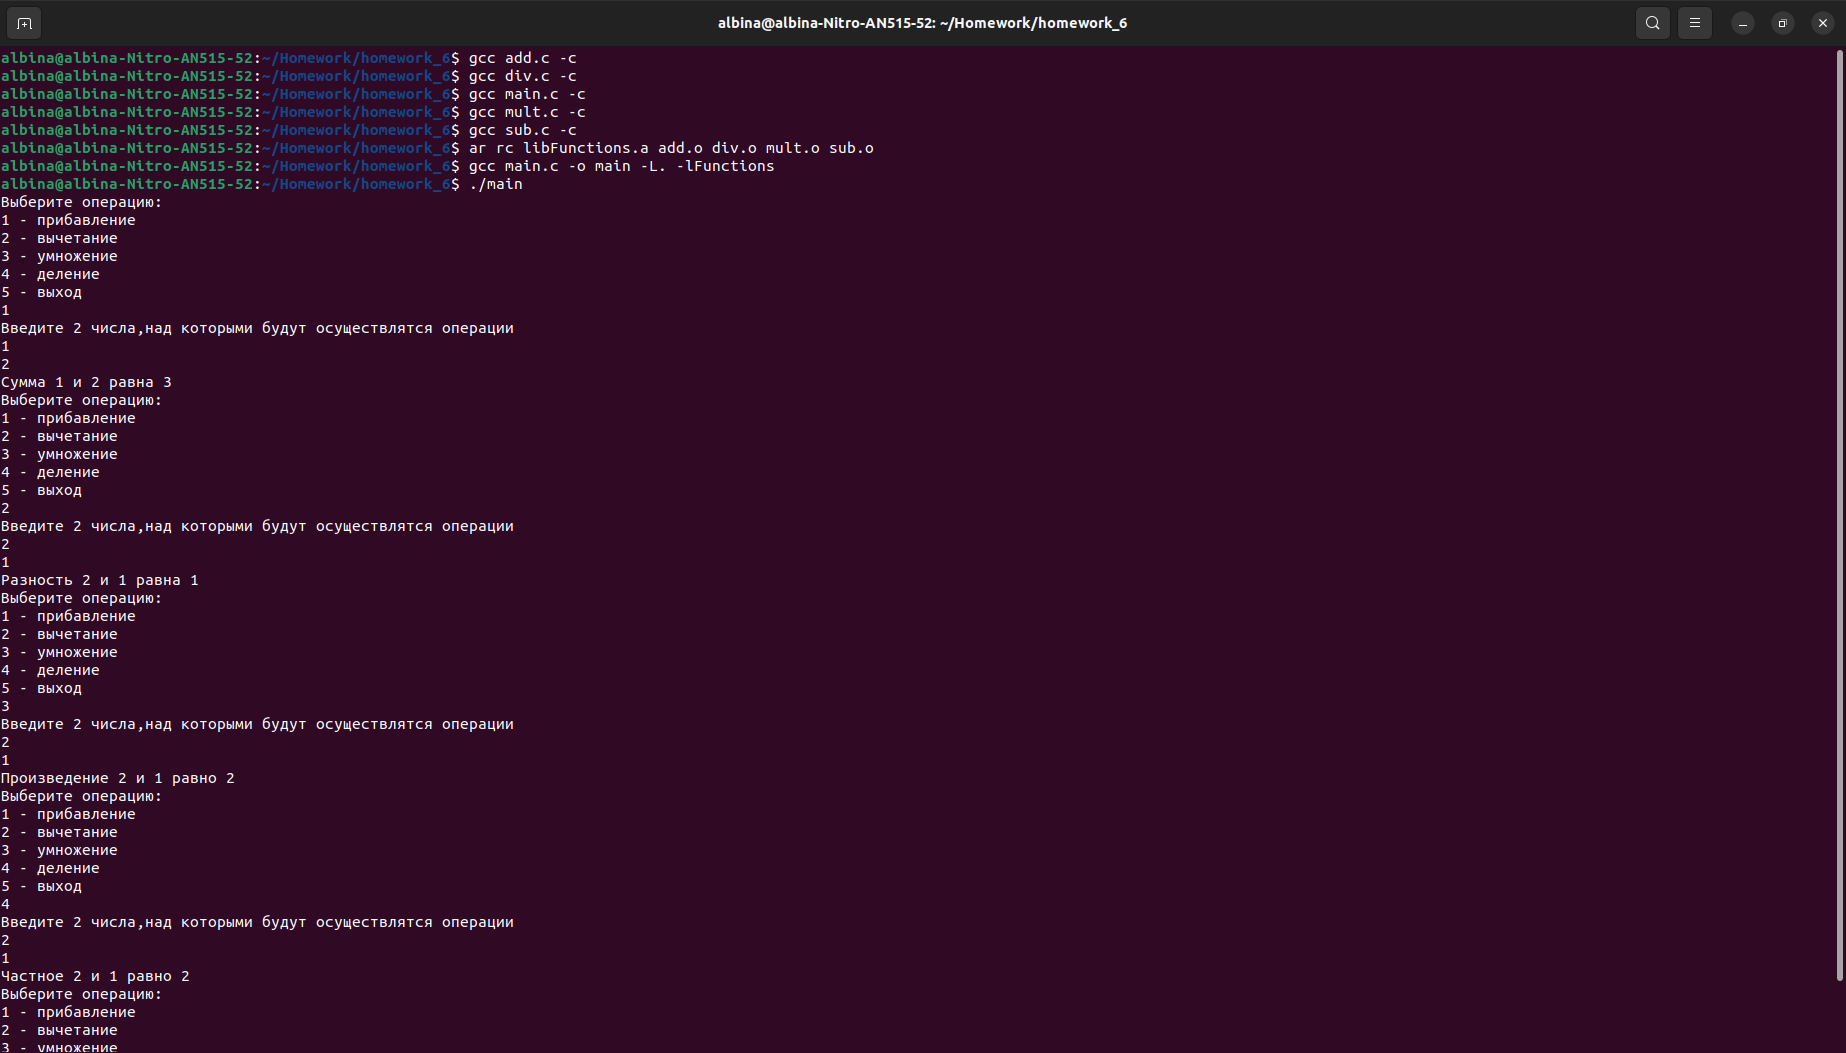 albina@albina-Nitro-AN515-52: ~/Homework/homework_6
albina@albina-Nitro-AN515-52:~/Homework/homework_6$ gcc add.c -c
albina@albina-Nitro-AN515-52:~/Homework/homework_6$ gcc div.c -c
albina@albina-Nitro-AN515-52:~/Homework/homework_6$ gcc main.c -c
albina@albina-Nitro-AN515-52:~/Homework/homework_6$ gcc mult.c -c
albina@albina-Nitro-AN515-52:~/Homework/homework_6$ gcc sub.c -c
albina@albina-Nitro-AN515-52:~/Homework/homework_6$ ar rc libFunctions.a add.o div.o mult.o sub.o
albina@albina-Nitro-AN515-52:~/Homework/homework_6$ gcc main.c -o main -L. -lFunctions
albina@albina-Nitro-AN515-52:~/Homework/homework_6$ ./main
Выберите операцию:
1 - прибавление
2 - вычетание
3 - умножение
4 - деление
5 - выход
1
Введите 2 числа,над которыми будут осуществлятся операции
1
2
Сумма 1 и 2 равна 3
Выберите операцию:
1 - прибавление
2 - вычетание
3 - умножение
4 - деление
5 - выход
2
Введите 2 числа,над которыми будут осуществлятся операции
2
1
Разность 2 и 1 равна 1
Выберите операцию:
1 - прибавление
2 - вычетание
3 - умножение
4 - деление
5 - выход
3
Введите 2 числа,над которыми будут осуществлятся операции
2
1
Произведение 2 и 1 равно 2
Выберите операцию:
1 - прибавление
2 - вычетание
3 - умножение
4 - деление
5 - выход
4
Введите 2 числа,над которыми будут осуществлятся операции
2
1
Частное 2 и 1 равно 2
Выберите операцию:
1 - прибавление
2 - вычетание
3 - умножение